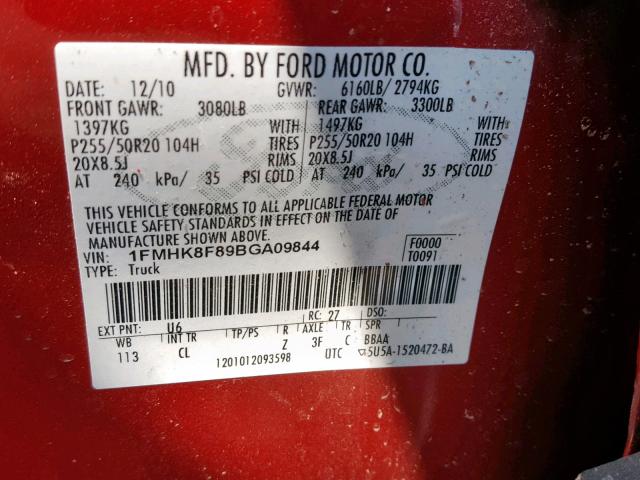 MFD. BY FORD MOTOR CO.
DATE: 12/10 GVWR: 6160LB/2794KG
FRONT GAWR: 3080LB REAR GAWR: 3300LB
1397KG WITH 1497KG WITH
P255/50R20 104H TIRES P255/50R20 104H TIRES
20X8.5J RIMS 20X8.5J RIMS
AT 240 kPa/ 35 PSI COLD AT 240 kPa/ 35 PSI COLD
THIS VEHICLE CONFORMS TO ALL APPLICABLE FEDERAL MOTOR
VEHICLE SAFETY STANDARDS IN EFFECT ON THE DATE OF
MANUFACTURE SHOWN ABOVE.
VIN: 1FMHK8F89BGA09844 F0000
TYPE: Truck T0091
EXT PNT: U6 RC: 27 DSO:
WB INT TR TP/PS R AXLE TR SPR
113 CL Z 3F C BBAA
1201012093598 UTC 5U5A-1520472-BA